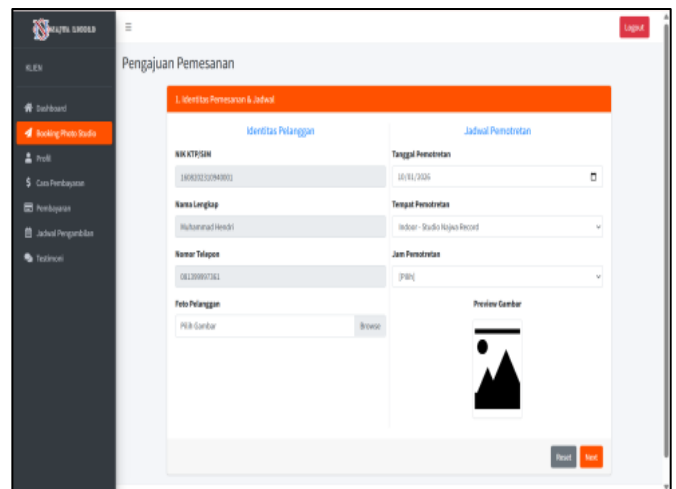 NAJWA RECORD
Logout
KLIEN
Pengajuan Pemesanan
1. Identitas Pemesanan & Jadwal
Dashboard
Booking Photo Studio
Profil
Cara Pembayaran
Pembayaran
Jadwal Pengambilan
Testimoni
Identitas Pelanggan
NIK KTP/SIM
Nama Lengkap
Muhammad Hendri
Nomor Telepon
Foto Pelanggan
Pilih Gambar
Browse
Jadwal Pemotretan
Tanggal Pemotretan
10/01/2026
Tempat Pemotretan
Indoor - Studio Najwa Record
Jam Pemotretan
[Pilih]
Preview Gambar
Reset
Next